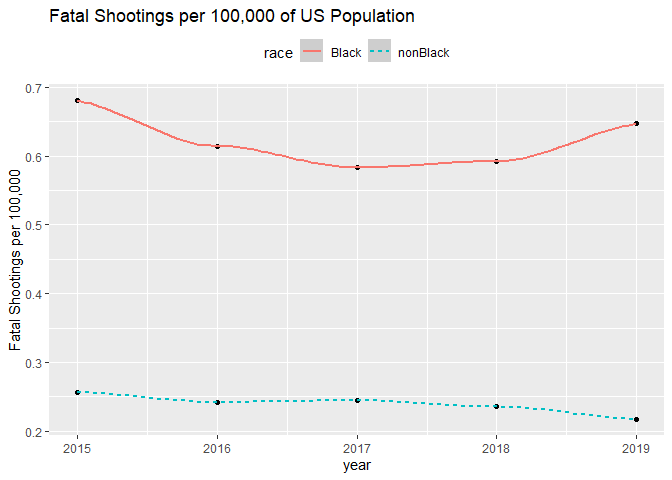 Fatal Shootings per 100,000 of US Population
race Black nonBlack
0.7
0.6
0.5
0.4
0.3
0.2
Fatal Shootings per 100,000
2015 2016 2017 2018 2019
year